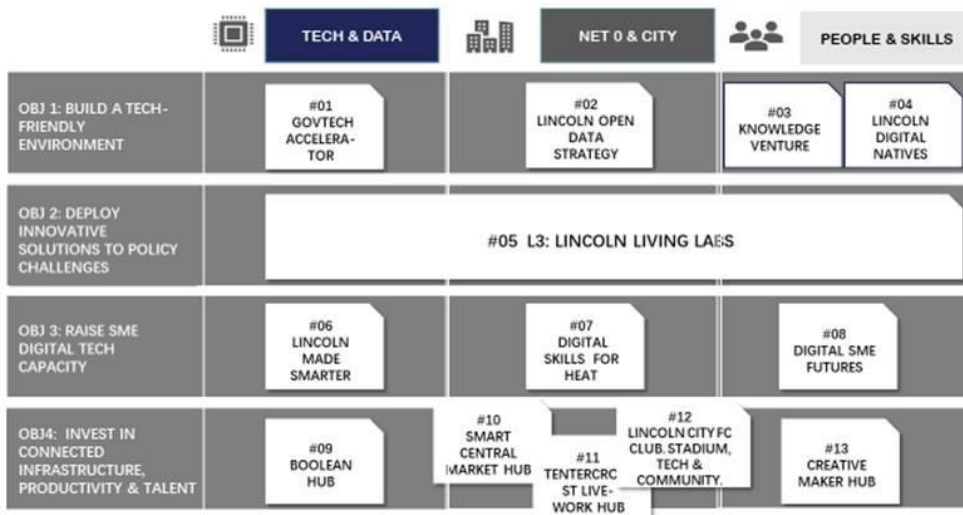 TECH & DATA
NET 0 & CITY
PEOPLE & SKILLS
OBJ 1: BUILD A TECH-
FRIENDLY
ENVIRONMENT
#01
GOVTECH
ACCELERA-
TOR
#02
LINCOLN OPEN
DATA
STRATEGY
#03
KNOWLEDGE
VENTURE
#04
LINCOLN
DIGITAL
NATIVES
OBJ 2: DEPLOY
INNOVATIVE
SOLUTIONS TO POLICY
CHALLENGES
#05 L3: LINCOLN LIVING LABS
OBJ 3: RAISE SME
DIGITAL TECH
CAPACITY
#06
LINCOLN
MADE
SMARTER
#07
DIGITAL
SKILLS FOR
HEAT
#08
DIGITAL SME
FUTURES
OBJ4: INVEST IN
CONNECTED
INFRASTRUCTURE,
PRODUCTIVITY & TALENT
#09
BOOLEAN
HUB
#10
SMART
CENTRAL
MARKET HUB
#11
TENTERCRC
ST LIVE-
WORK HUB
#12
LINCOLN CITY FC
CLUB. STADIUM,
TECH &
COMMUNITY.
#13
CREATIVE
MAKER HUB